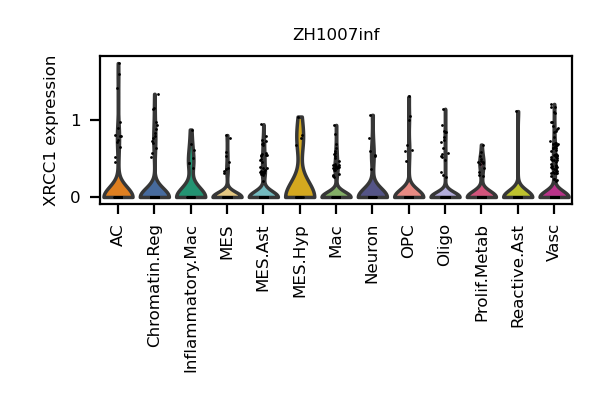 ZH1007inf
XRCC1 expression
1
0
AC
Chromatin.Reg
Inflammatory.Mac
MES
MES.Ast
MES.Hyp
Mac
Neuron
OPC
Oligo
Prolif.Metab
Reactive.Ast
Vasc